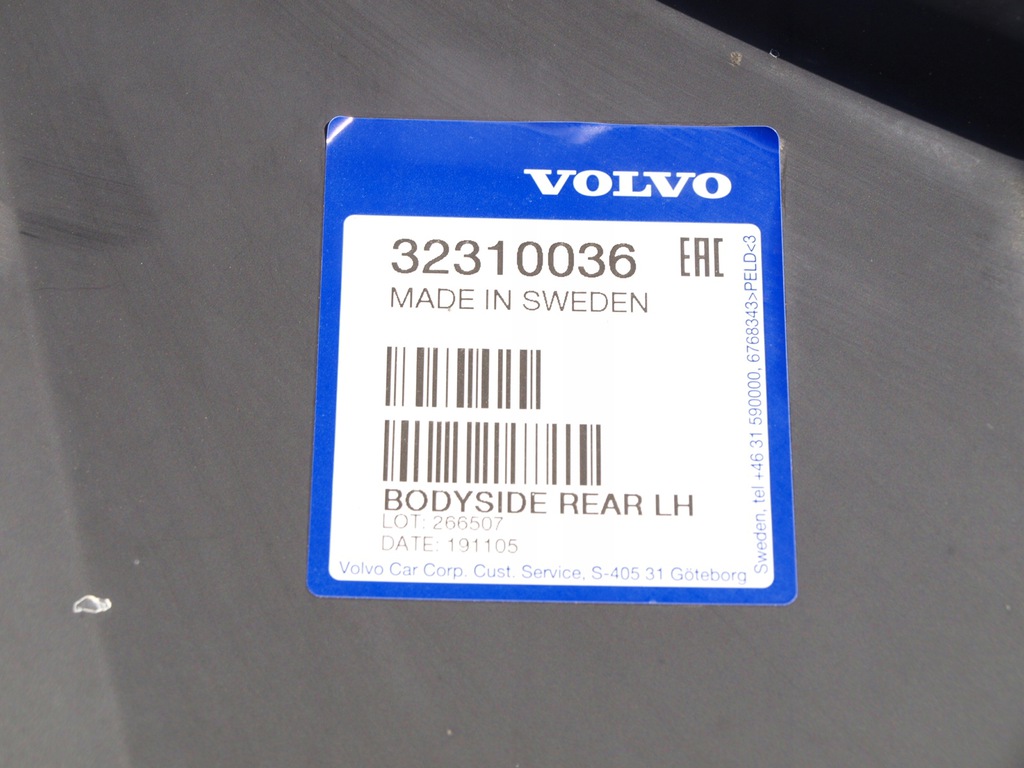 VOLVO
32310036 EAC
MADE IN SWEDEN
BODYSIDE REAR LH
LOT: 266507
DATE: 191105
Volvo Car Corp. Cust. Service, S-405 31 Göteborg
Sweden, tel +46 31 590000, 6768343>PELD<3